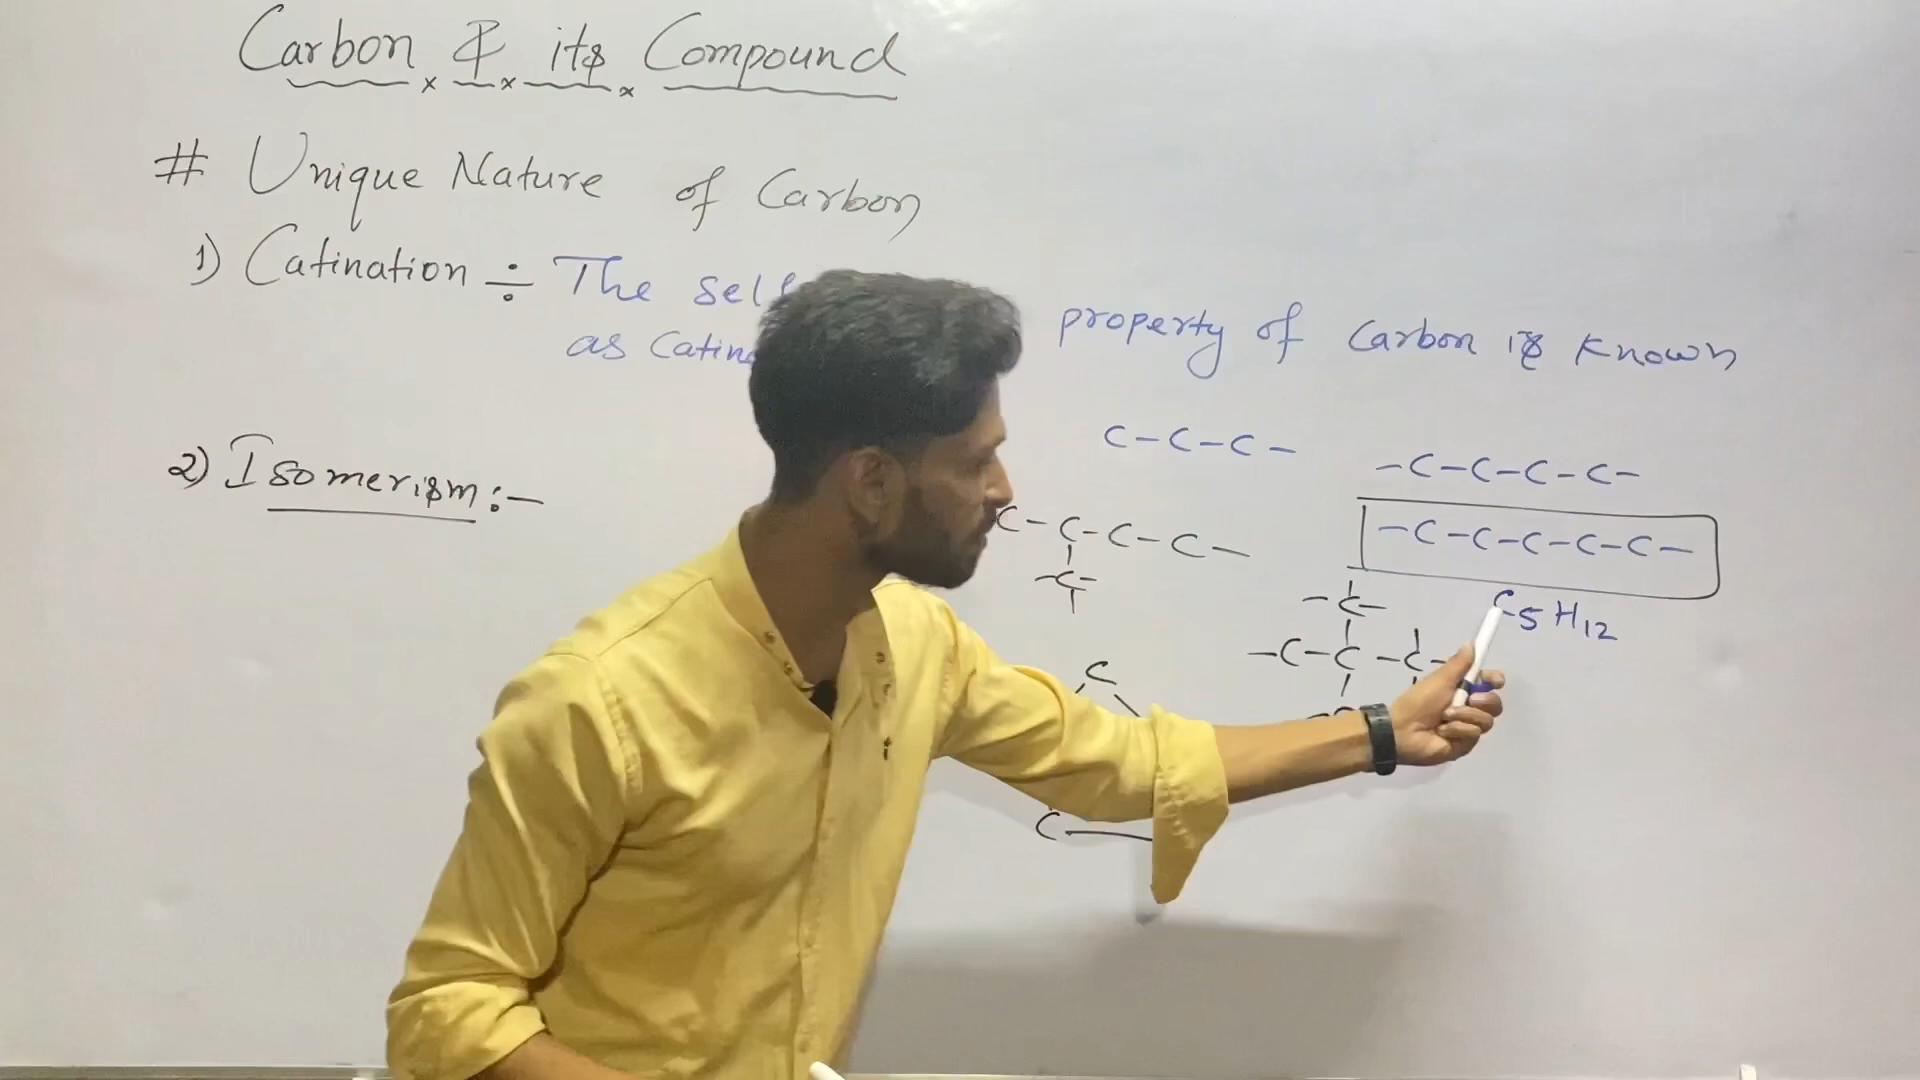 Carbon & its Compound
# Unique Nature of Carbon
1) Catination ÷ The self property of carbon is known
as Catin
2) Isomerism :-
C-C-C-
-C-C-C-C-
C-C-C-C-
-C-
-C-C-C-C-C-
C5H12
-C-
-C-C-C-
C
C